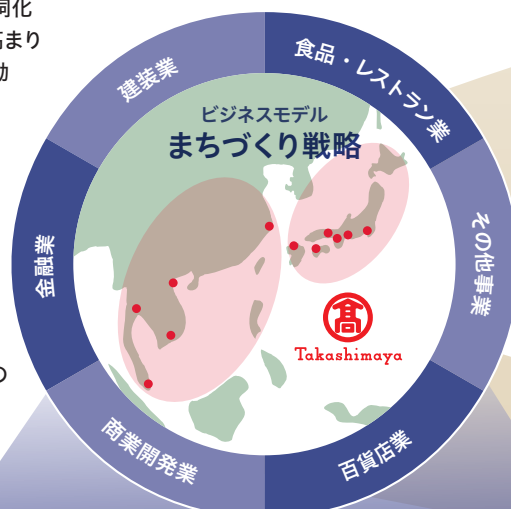 司化
高まり
動
の
建装業
食品・レストラン業
その他事業
百貨店業
商業開発業
金融業
ビジネスモデル
まちづくり戦略
髙
Takashimaya